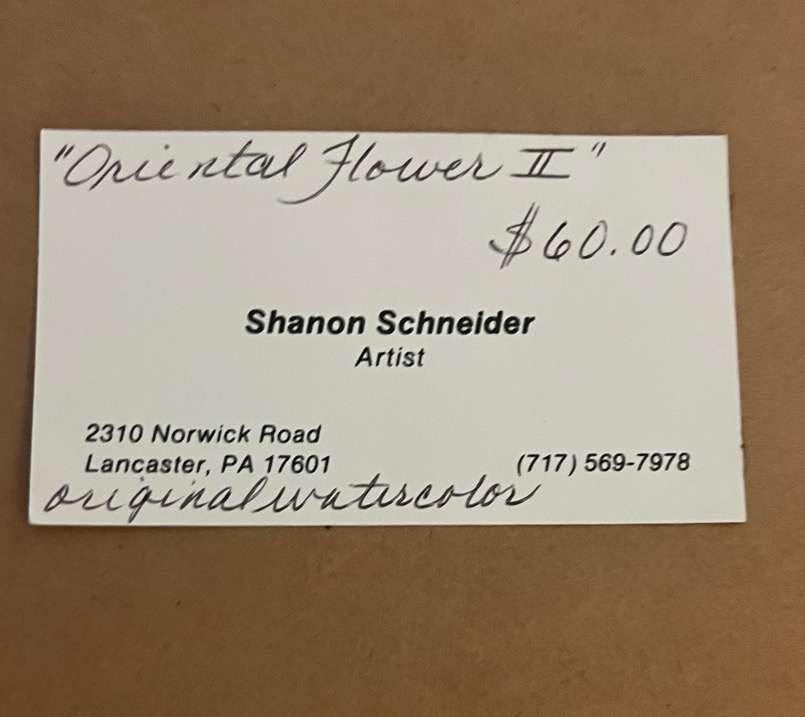 "Oriental Flower II"
$60.00
Shanon Schneider
Artist
2310 Norwick Road
Lancaster, PA 17601 (717) 569-7978
original watercolor